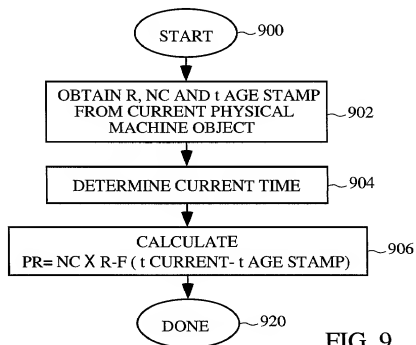 START
900
OBTAIN R, NC AND t AGE STAMP
FROM CURRENT PHYSICAL
MACHINE OBJECT
902
DETERMINE CURRENT TIME
904
CALCULATE
PR= NC X R-F ( t CURRENT- t AGE STAMP)
906
DONE
920
FIG. 9